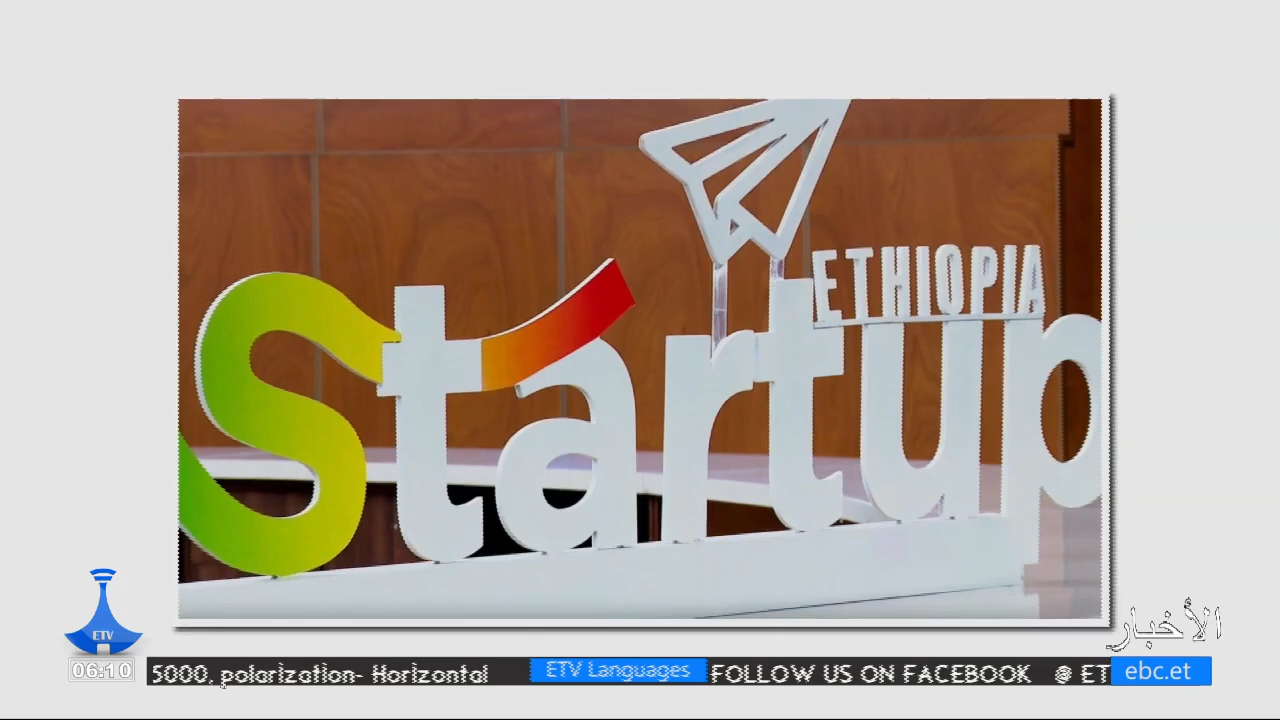 ETHIOPIA
Startup
ETV
الأخبار
06:10
5000, polarization- Horizontal
ETV Languages
FOLLOW US ON FACEBOOK @ ET
ebc.et